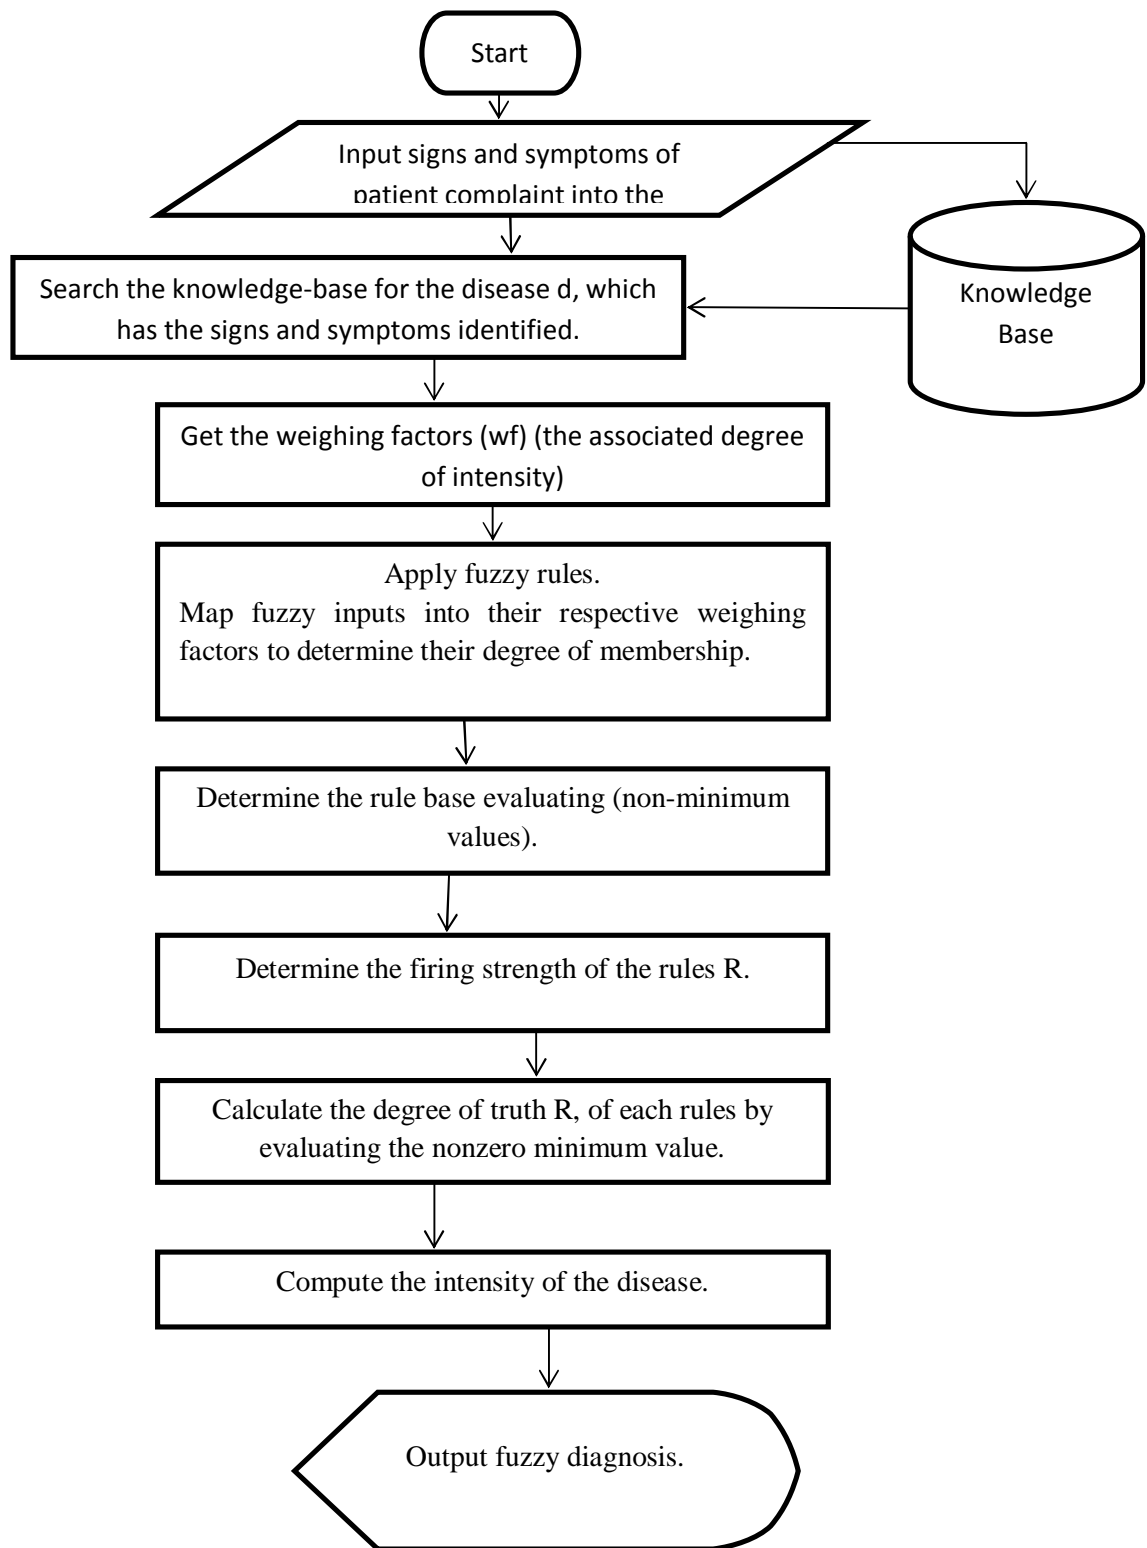 Start
Input signs and symptoms of
patient complaint into the
Search the knowledge-base for the disease d, which
has the signs and symptoms identified.
Knowledge
Base
Get the weighing factors (wf) (the associated degree
of intensity)
Apply fuzzy rules.
Map fuzzy inputs into their respective weighing
factors to determine their degree of membership.
Determine the rule base evaluating (non-minimum
values).
Determine the firing strength of the rules R.
Calculate the degree of truth R, of each rules by
evaluating the nonzero minimum value.
Compute the intensity of the disease.
Output fuzzy diagnosis.